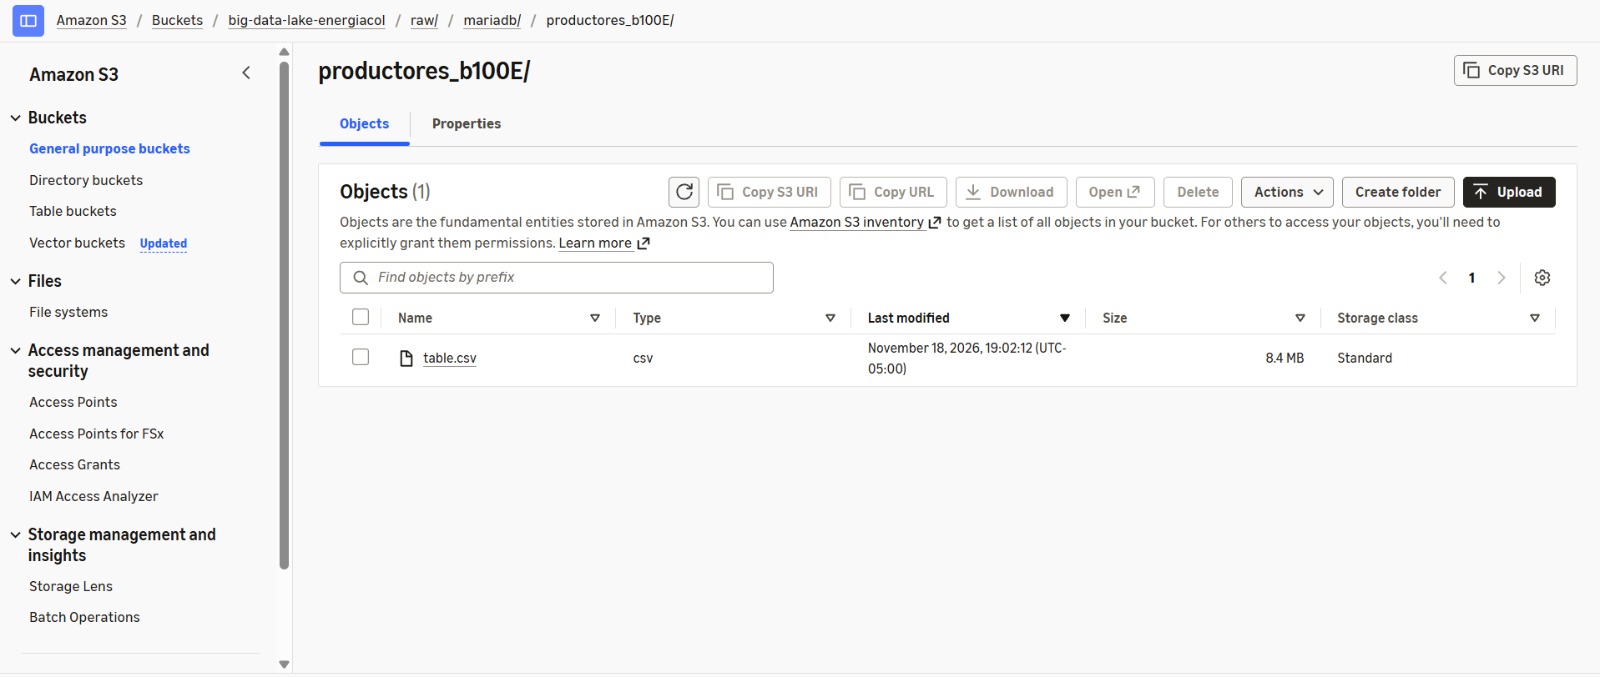 Amazon S3 / Buckets / big-data-lake-energiacol / raw/ / mariadb/ / productores_b100E/
Amazon S3
Buckets
General purpose buckets
Directory buckets
Table buckets
Vector buckets Updated
Files
File systems
Access management and
security
Access Points
Access Points for FSx
Access Grants
IAM Access Analyzer
Storage management and
insights
Storage Lens
Batch Operations
productores_b100E/
Copy S3 URI
Objects Properties
Objects (1)
Copy S3 URI Copy URL Download Open Delete Actions Create folder Upload
Objects are the fundamental entities stored in Amazon S3. You can use Amazon S3 inventory to get a list of all objects in your bucket. For others to access your objects, you'll need to
explicitly grant them permissions. Learn more
Find objects by prefix
1
Name Type Last modified Size Storage class
table.csv csv November 18, 2026, 19:02:12 (UTC-
05:00) 8.4 MB Standard